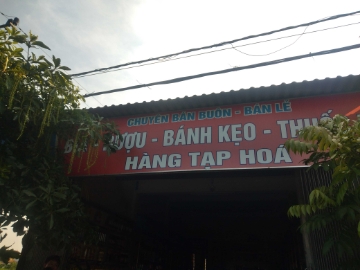 CHUYÊN BÁN BUÔN - BÁN LẺ
- BÁNH KẸO -
HÀNG TẠP HOÁ